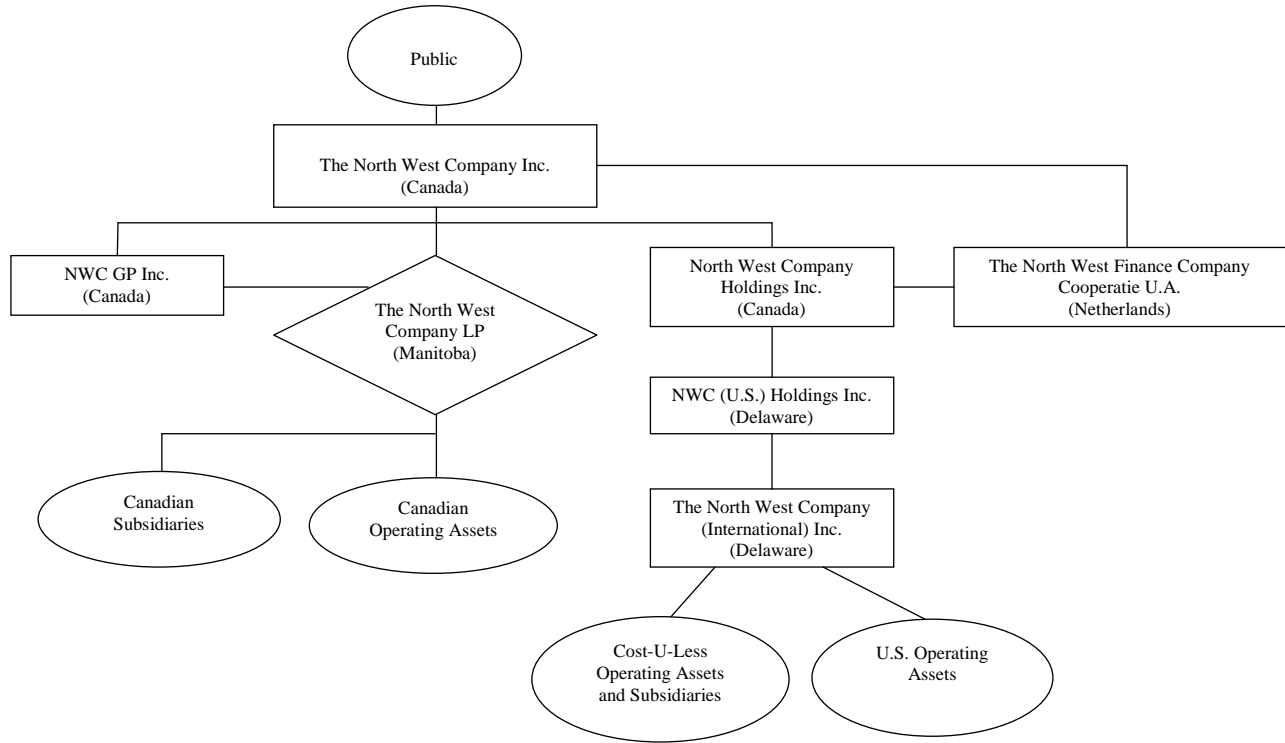 Public
The North West Company Inc.
(Canada)
NWC GP Inc.
(Canada)
The North West
Company LP
(Manitoba)
North West Company
Holdings Inc.
(Canada)
The North West Finance Company
Cooperatie U.A.
(Netherlands)
NWC (U.S.) Holdings Inc.
(Delaware)
Canadian
Subsidiaries
Canadian
Operating Assets
The North West Company
(International) Inc.
(Delaware)
Cost-U-Less
Operating Assets
and Subsidiaries
U.S. Operating
Assets